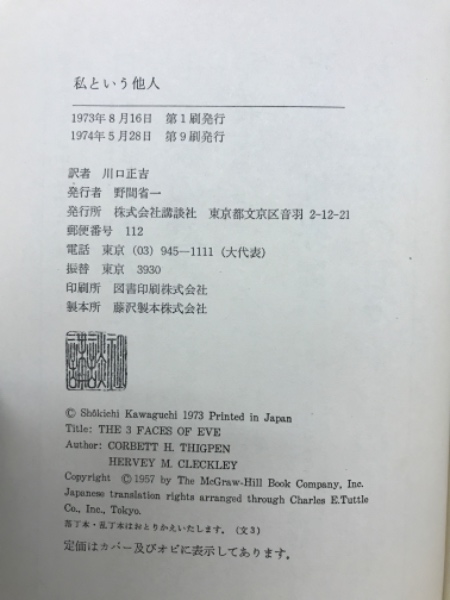 私という他人
1973年8月16日 第1刷発行
1974年5月28日 第9刷発行
訳者 川口正吉
発行者 野間省一
発行所 株式会社講談社 東京都文京区音羽 2-12-21
郵便番号 112
電話 東京 (03) 945—1111 (大代表)
振替 東京 3930
印刷所 図書印刷株式会社
製本所 藤沢製本株式会社
© Shôkichi Kawaguchi 1973 Printed in Japan
Title: THE 3 FACES OF EVE
Author: CORBETT H. THIGPEN
HERVEY M. CLECKLEY
Copyright ©1957 by The McGraw-Hill Book Company, Inc.
Japanese translation rights arranged through Charles E.Tuttle
Co., Inc., Tokyo.
落丁本・乱丁本はおとりかえいたします。 (文3)
定価はカバー及びオビに表示してあります。